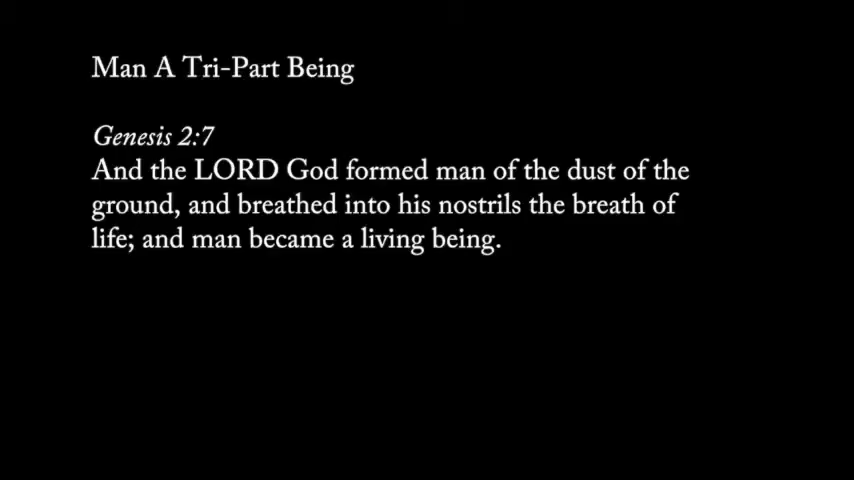 Man A Tri-Part Being
Genesis 2:7
And the LORD God formed man of the dust of the
ground, and breathed into his nostrils the breath of
life; and man became a living being.